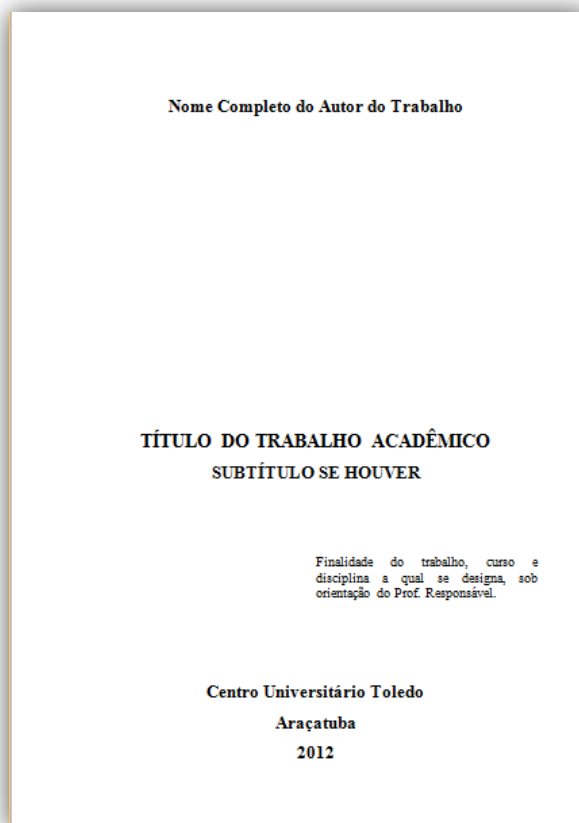 Nome Completo do Autor do Trabalho
TÍTULO DO TRABALHO ACADÊMICO
SUBTÍTULO SE HOUVER
Finalidade do trabalho, curso e
disciplina a qual se designa, sob
orientação do Prof. Responsável.
Centro Universitário Toledo
Araçatuba
2012